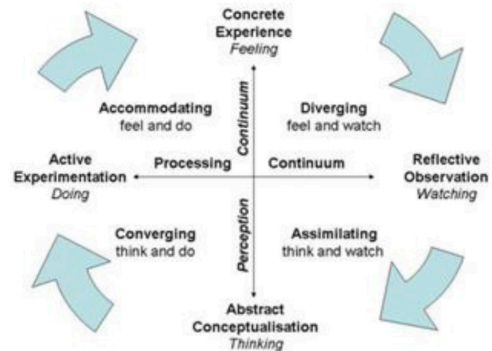 Concrete
Experience
Feeling
Continuum
Accommodating
feel and do
Diverging
feel and watch
Active
Experimentation
Doing
Processing
Continuum
Reflective
Observation
Watching
Perception
Converging
think and do
Assimilating
think and watch
Abstract
Conceptualisation
Thinking